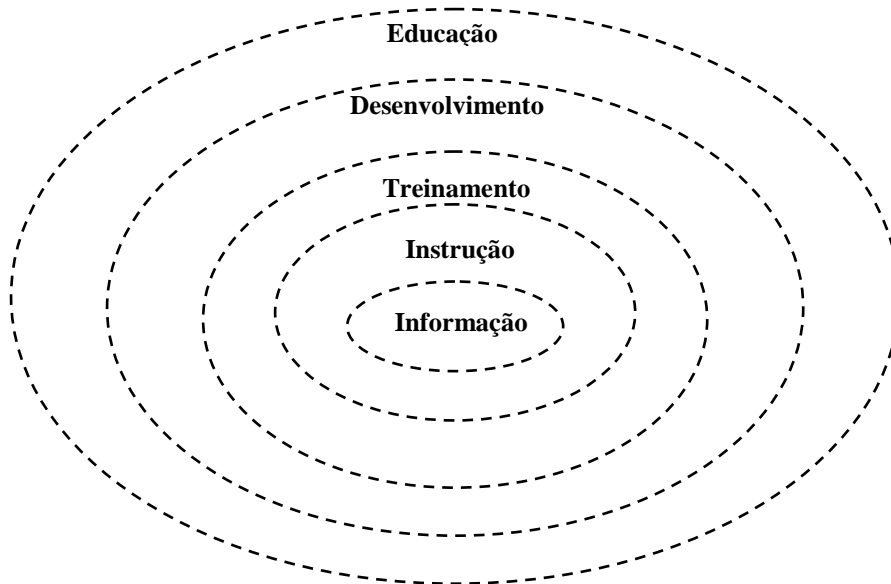 Educação
Desenvolvimento
Treinamento
Instrução
Informação